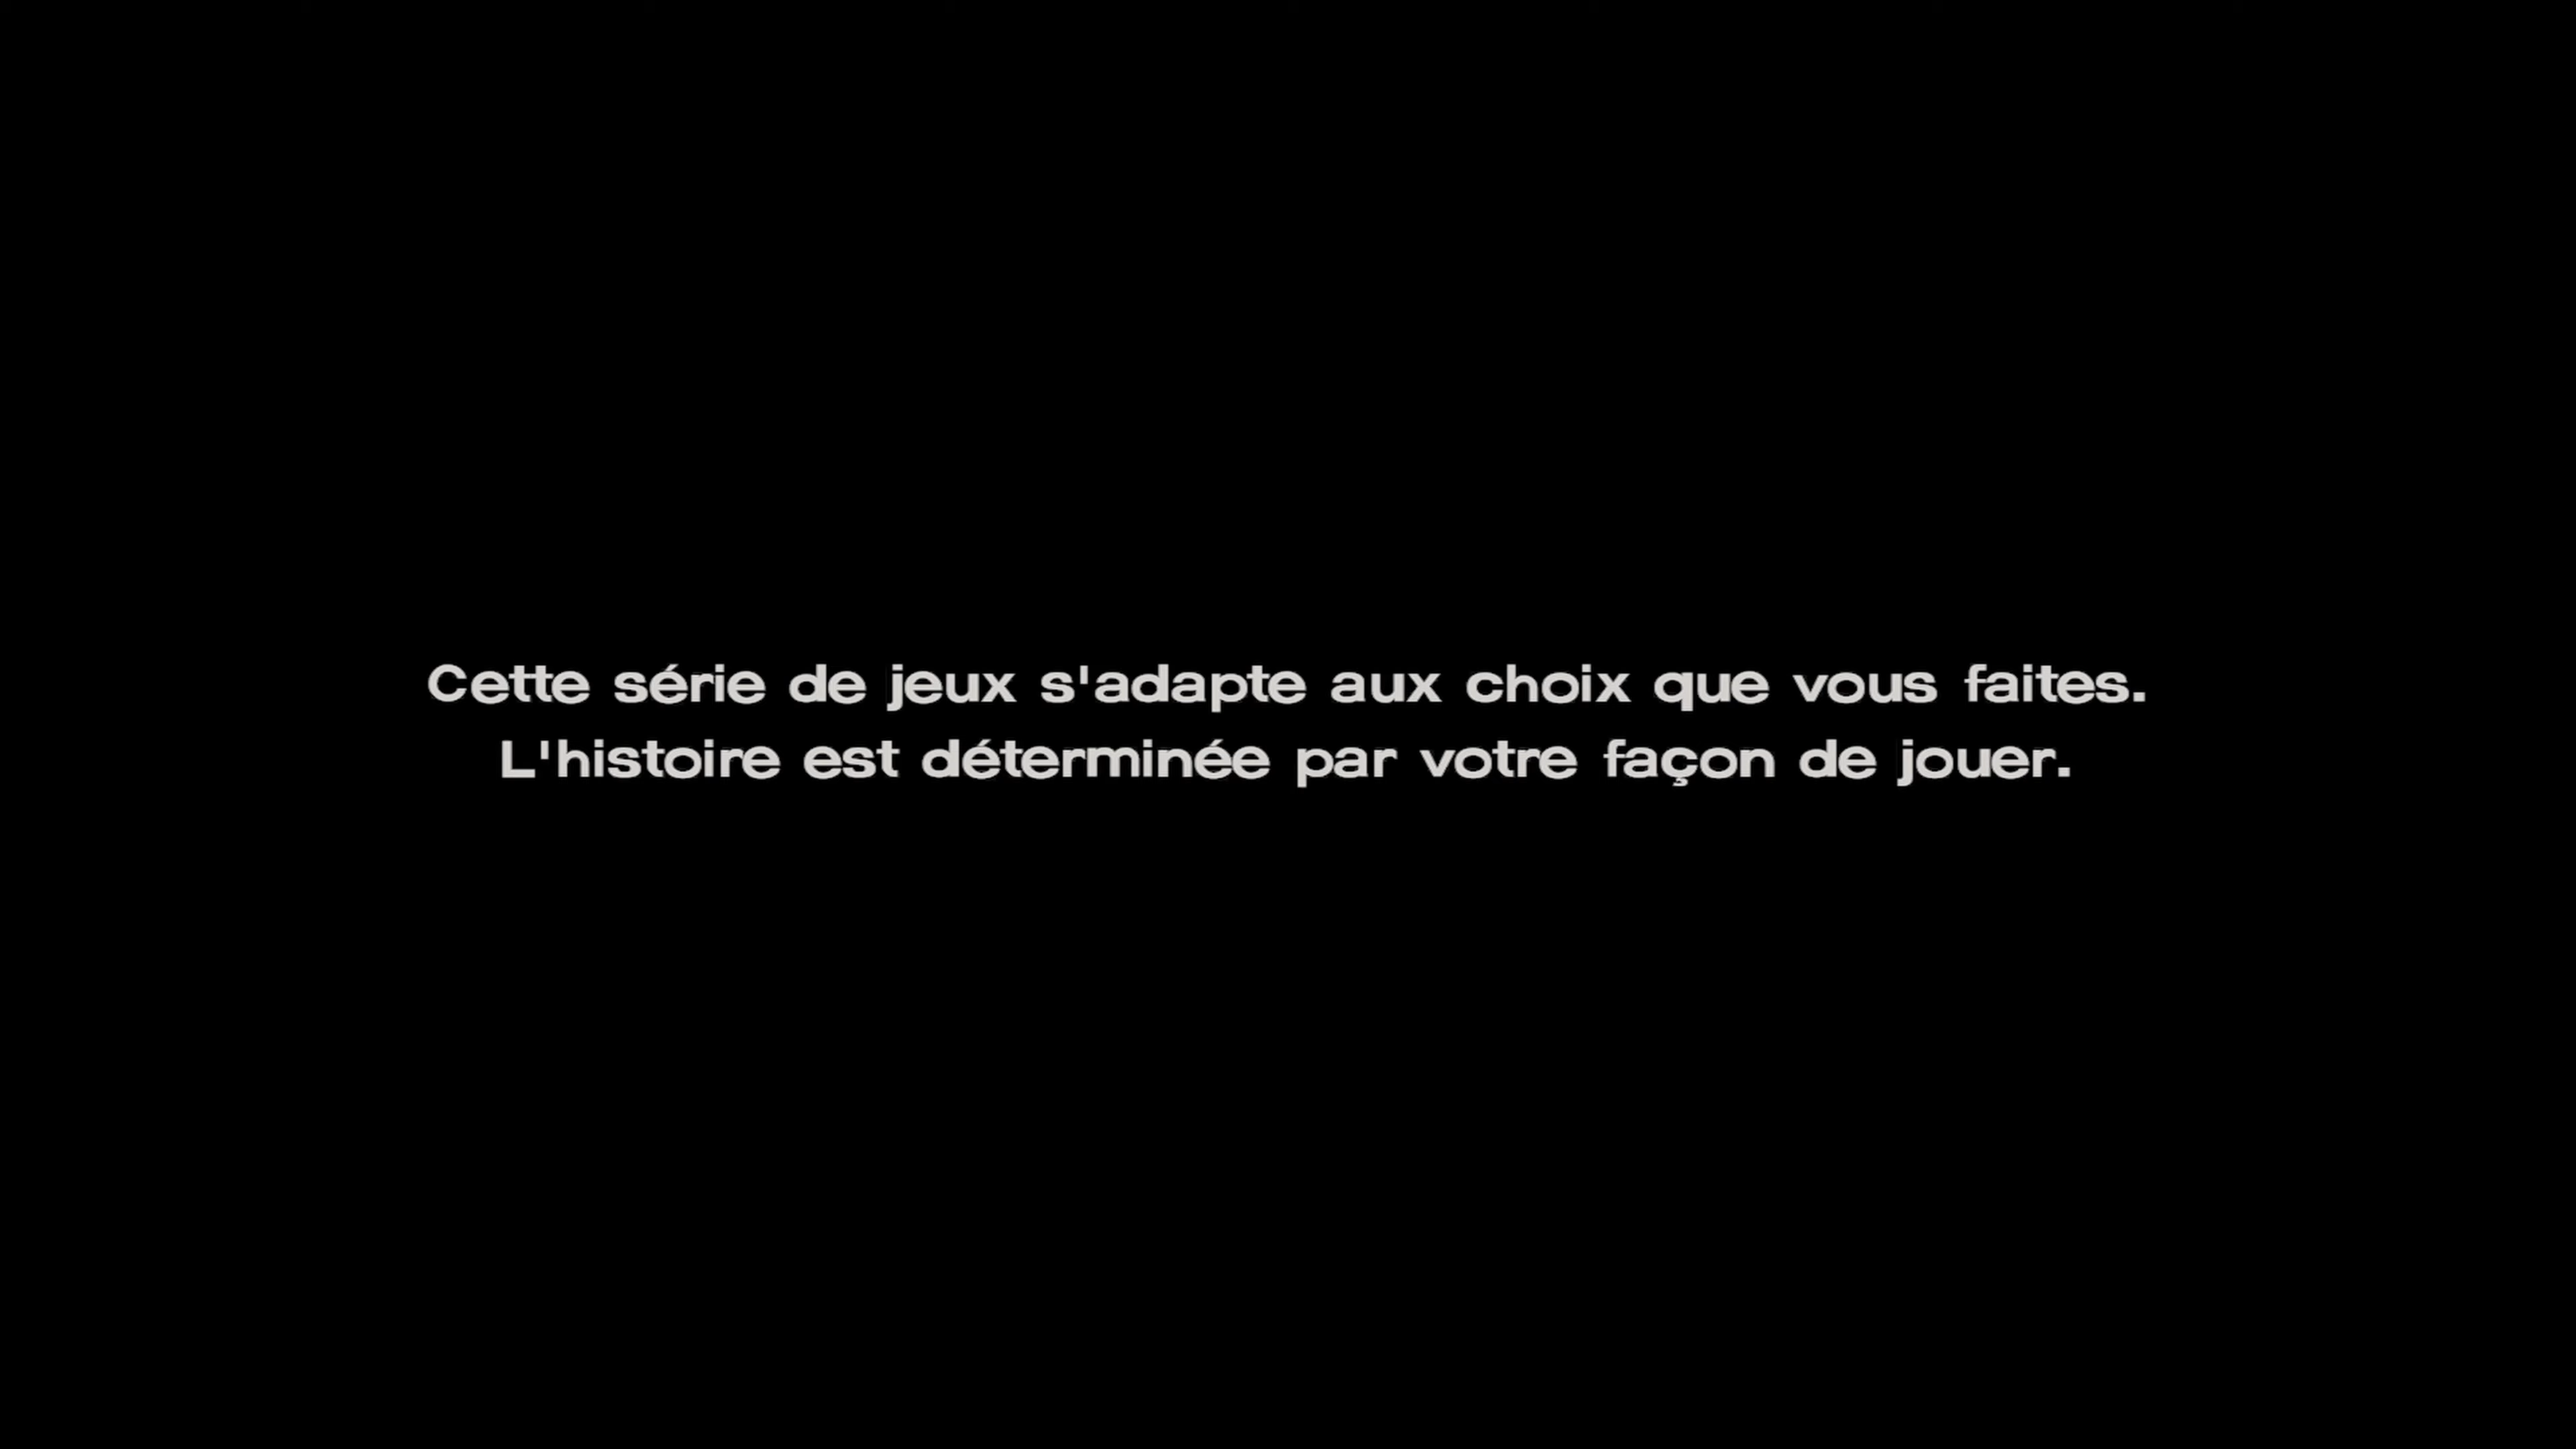 Cette série de jeux s'adapte aux choix que vous faites.
L'histoire est déterminée par votre façon de jouer.